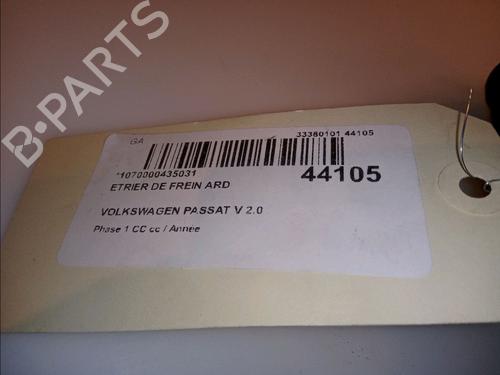 B-PARTS
GA
33380101 44105
*1070000435031
44105
ETRIER DE FREIN ARD
VOLKSWAGEN PASSAT V 2.0
Phase 1 CC cc / Année